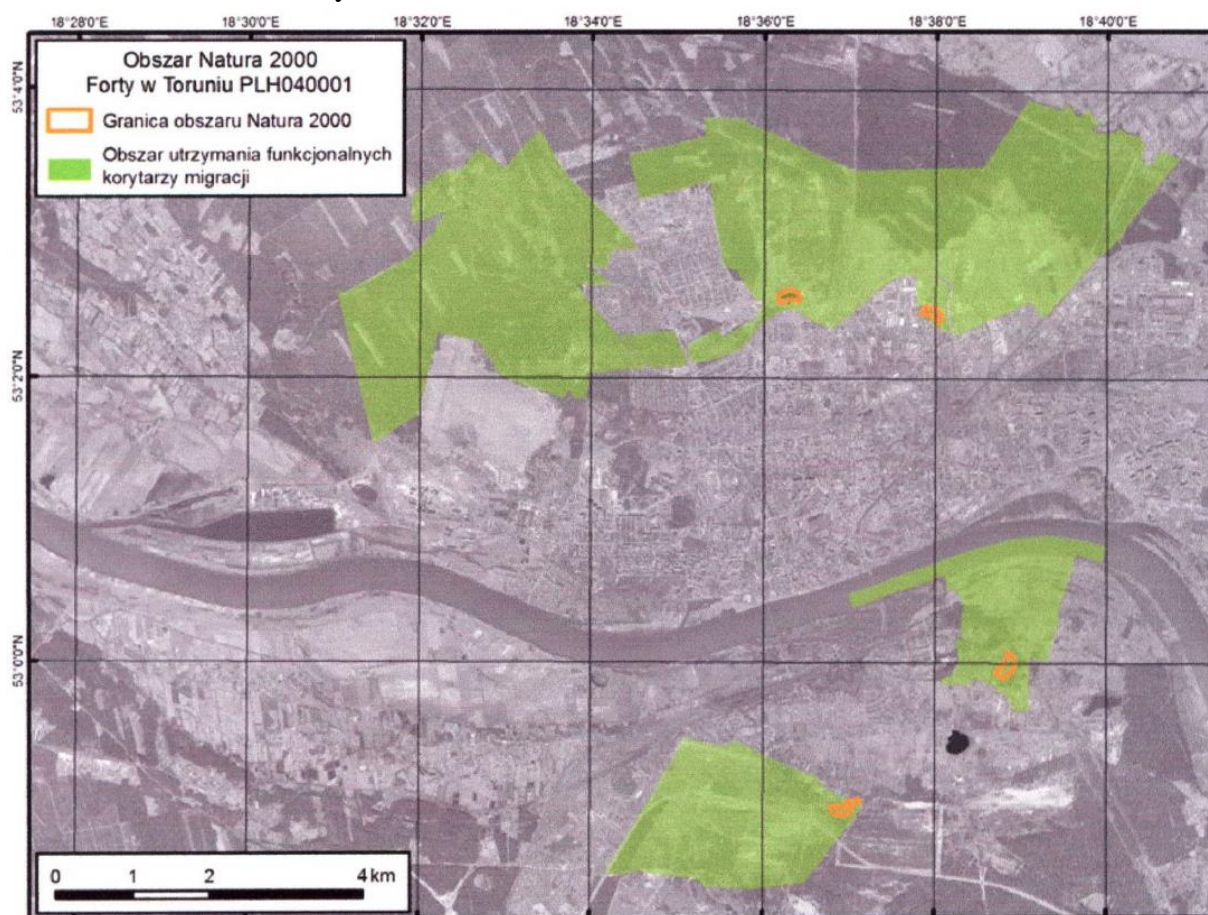 18°28'0"E 18°30'0"E 18°32'0"E 18°34'0"E 18°36'0"E 18°38'0"E 18°40'0"E
Obszar Natura 2000
Forty w Toruniu PLH040001
Granica obszaru Natura 2000
Obszar utrzymania funkcjonalnych
korytarzy migracji
53°4'0"N
53°2'0"N
53°0'0"N
0 1 2 4 km